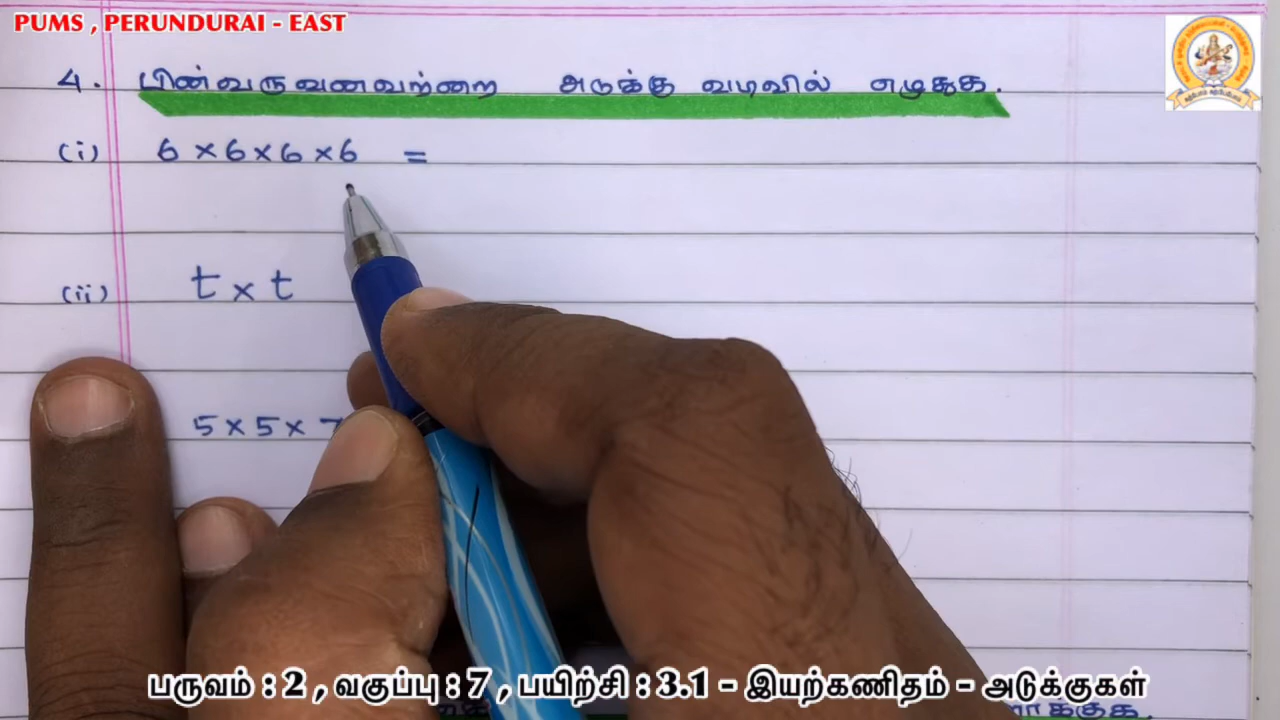 PUMS , PERUNDURAI - EAST
4. பின்வருவனவற்றை அடுக்கு வடிவில் எழுதுக.
(i) 6 × 6 × 6 × 6 =
(ii) t × t
5 × 5 × 7
பருவம் : 2 , வகுப்பு : 7 , பயிற்சி : 3.1 - இயற்கணிதம் - அடுக்குகள்